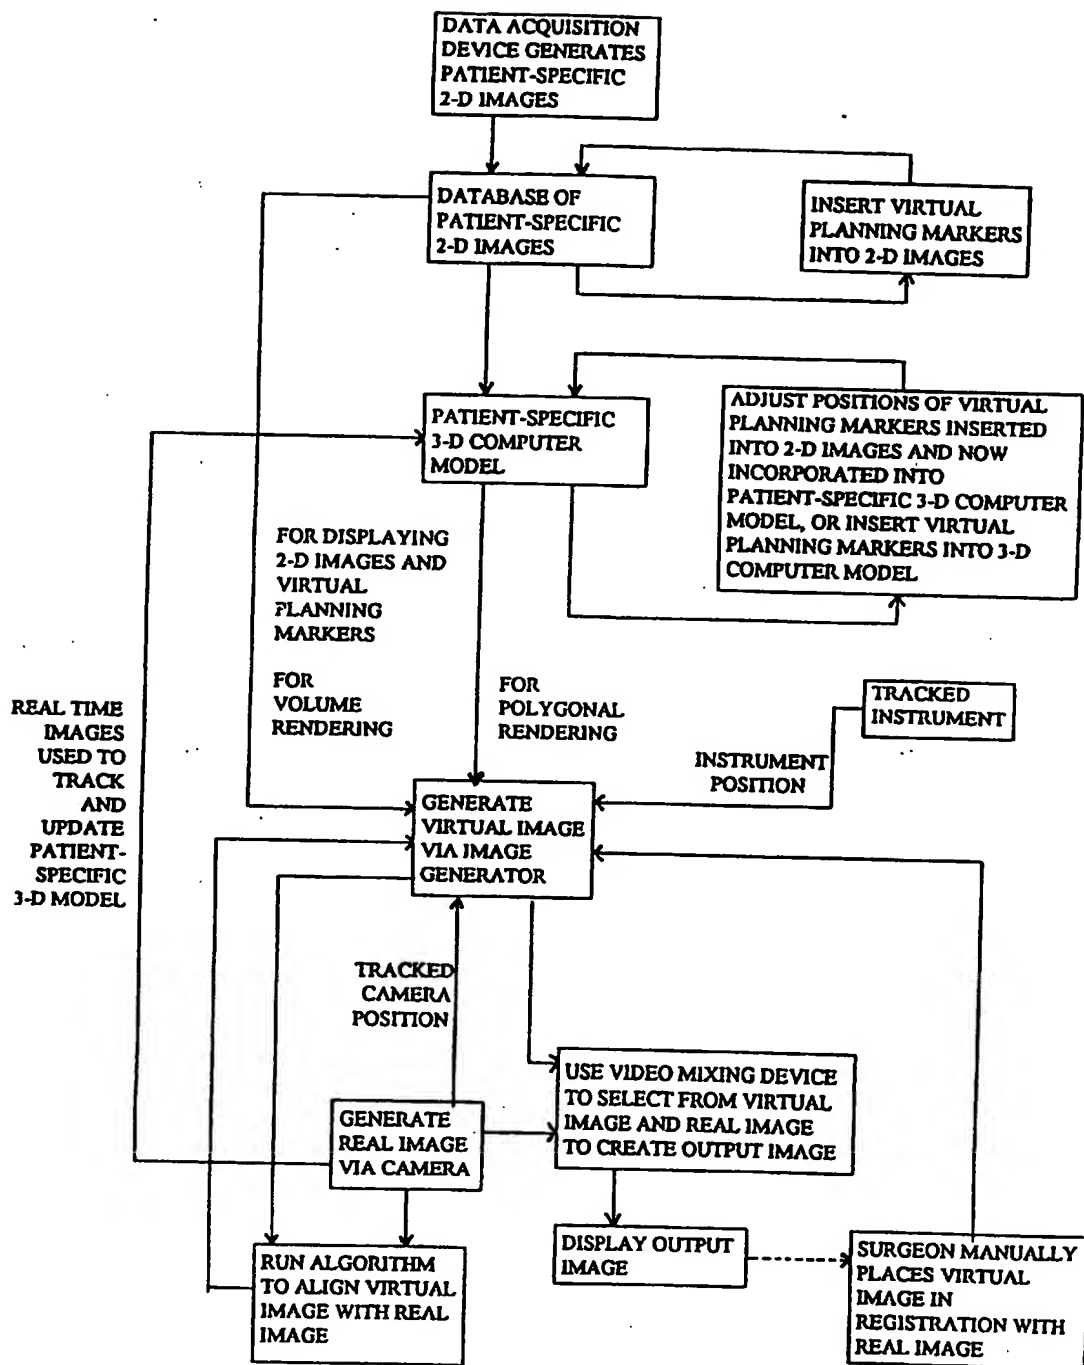 DATA ACQUISITION
DEVICE GENERATES
PATIENT-SPECIFIC
2-D IMAGES
DATABASE OF
PATIENT-SPECIFIC
2-D IMAGES
INSERT VIRTUAL
PLANNING MARKERS
INTO 2-D IMAGES
PATIENT-SPECIFIC
3-D COMPUTER
MODEL
ADJUST POSITIONS OF VIRTUAL
PLANNING MARKERS INSERTED
INTO 2-D IMAGES AND NOW
INCORPORATED INTO
PATIENT-SPECIFIC 3-D COMPUTER
MODEL, OR INSERT VIRTUAL
PLANNING MARKERS INTO 3-D
COMPUTER MODEL
FOR DISPLAYING
2-D IMAGES AND
VIRTUAL
PLANNING
MARKERS
FOR
VOLUME
RENDERING
FOR
POLYGONAL
RENDERING
TRACKED
INSTRUMENT
INSTRUMENT
POSITION
REAL TIME
IMAGES
USED TO
TRACK
AND
UPDATE
PATIENT-
SPECIFIC
3-D MODEL
GENERATE
VIRTUAL IMAGE
VIA IMAGE
GENERATOR
TRACKED
CAMERA
POSITION
GENERATE
REAL IMAGE
VIA CAMERA
USE VIDEO MIXING DEVICE
TO SELECT FROM VIRTUAL
IMAGE AND REAL IMAGE
TO CREATE OUTPUT IMAGE
RUN ALGORITHM
TO ALIGN VIRTUAL
IMAGE WITH REAL
IMAGE
DISPLAY OUTPUT
IMAGE
SURGEON MANUALLY
PLACES VIRTUAL
IMAGE IN
REGISTRATION WITH
REAL IMAGE